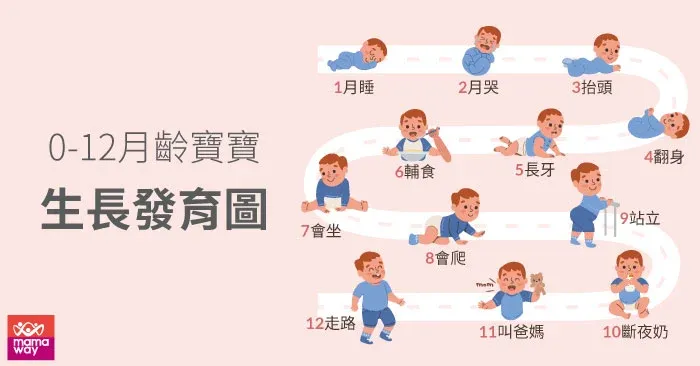 0-12月齡寶寶
生長發育圖
1月睡
2月哭
3抬頭
4翻身
5長牙
6輔食
7會坐
8會爬
9站立
10斷夜奶
mum
11叫爸媽
12走路
mama
way